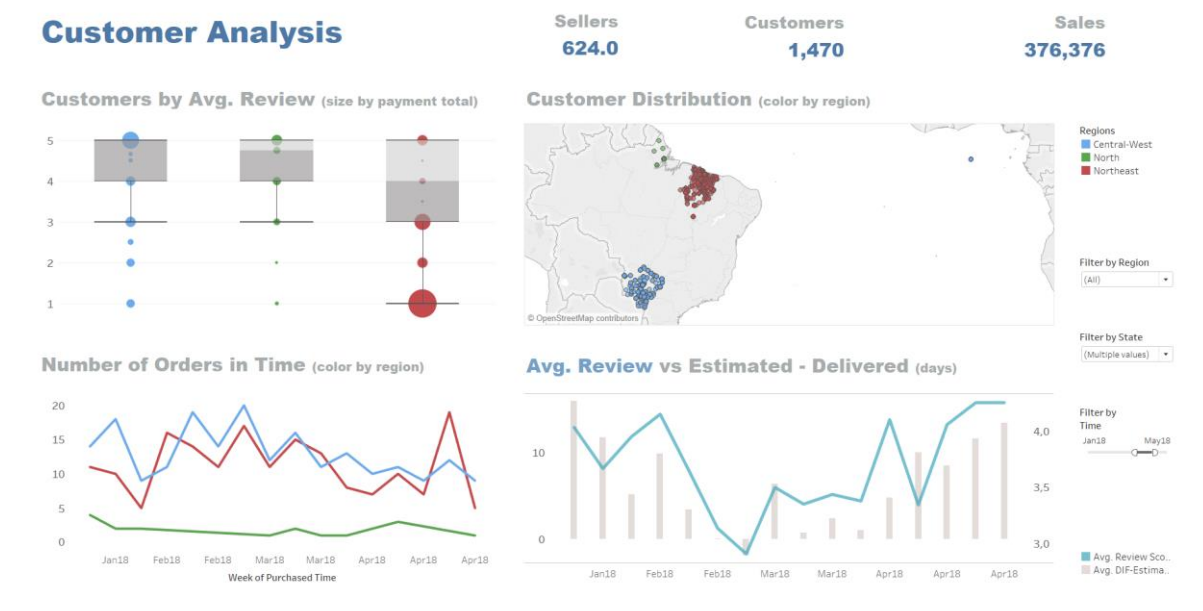 Customer Analysis
Sellers
624.0
Customers
1,470
Sales
376,376
Customers by Avg. Review (size by payment total)
5
4
3
2
1
Customer Distribution (color by region)
© OpenStreetMap contributors
Regions
Central-West
North
Northeast
Filter by Region
(All)
Filter by State
(Multiple values)
Filter by
Time
Jan18 May18
Number of Orders in Time (color by region)
20
15
10
5
0
Jan18 Feb18 Feb18 Mar18 Mar18 Apr18 Apr18 Apr18
Week of Purchased Time
Avg. Review vs Estimated - Delivered (days)
10
0
4,0
3,5
3,0
Jan18 Feb18 Feb18 Mar18 Mar18 Apr18 Apr18 Apr18
Avg. Review Sco..
Avg. DIF-Estima..